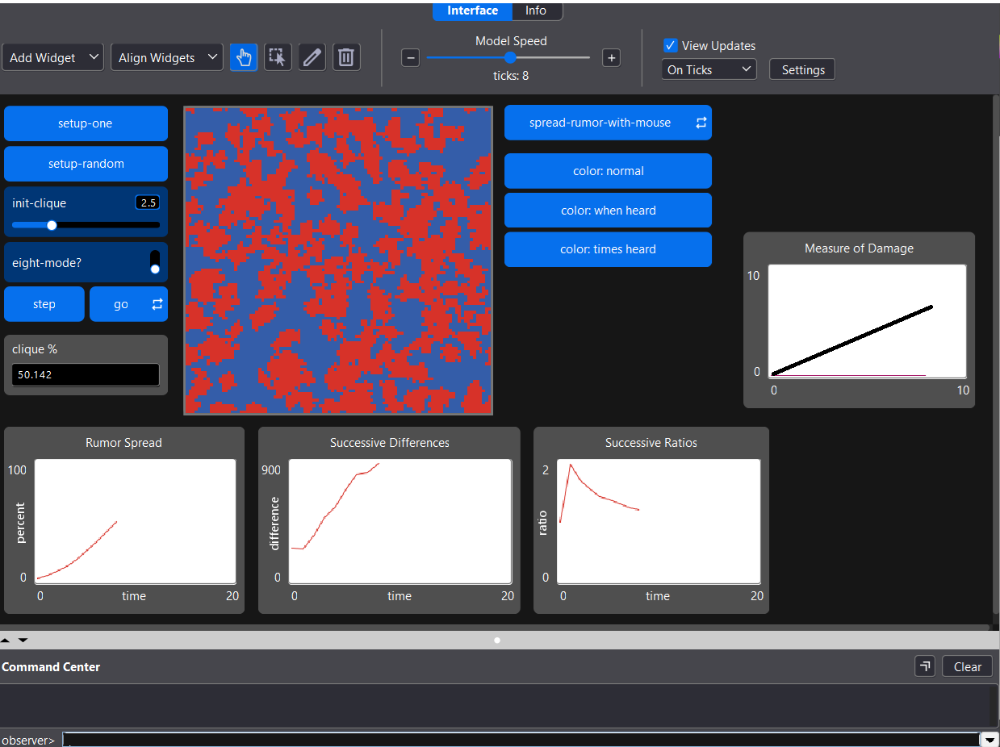 Interface Info
Add Widget
Align Widgets
Model Speed
ticks: 8
View Updates
On Ticks
Settings
setup-one
setup-random
init-clique 2.5
eight-mode?
step
go
clique %
50.142
spread-rumor-with-mouse
color: normal
color: when heard
color: times heard
Measure of Damage
10
0
0 10
Rumor Spread
100
percent
0
0 time 20
Successive Differences
900
difference
0
0 time 20
Successive Ratios
2
ratio
0
0 time 20
Command Center
Clear
observer>